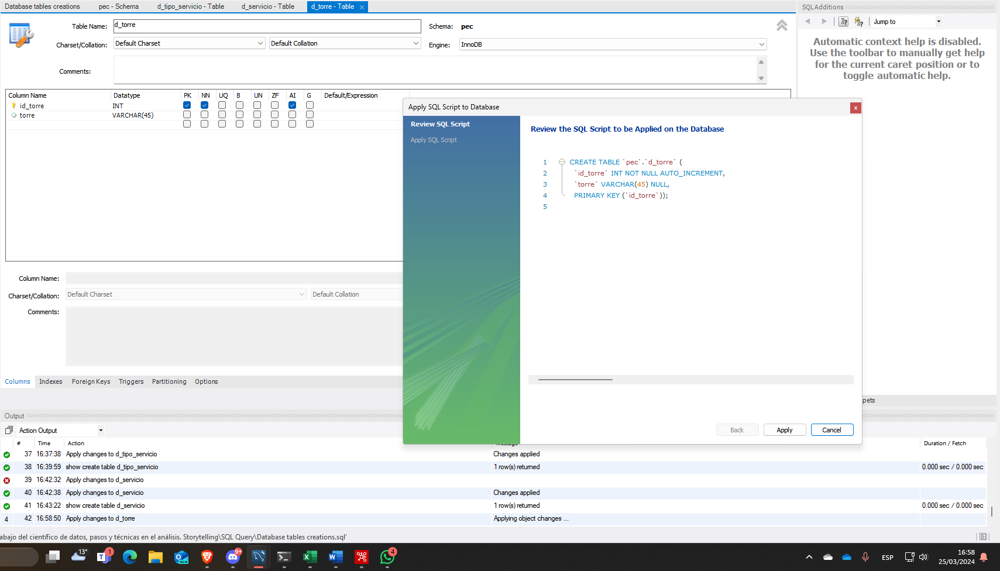 Database tables creations pec - Schema d_tipo_servicio - Table d_servicio - Table d_torre - Table
SQLAdditions
Table Name: d_torre Schema: pec
Jump to
Charset/Collation: Default Charset Default Collation Engine: InnoDB
Automatic context help is disabled.
Use the toolbar to manually get help
for the current caret position or to
toggle automatic help.
Comments:
Column Name Datatype PK NN UQ B UN ZF AI G Default/Expression
id_torre INT
torre VARCHAR(45)
Apply SQL Script to Database
Review SQL Script
Apply SQL Script
Review the SQL Script to be Applied on the Database
1 CREATE TABLE `pec`.`d_torre` (
2 `id_torre` INT NOT NULL AUTO_INCREMENT,
3 `torre` VARCHAR(45) NULL,
4 PRIMARY KEY (`id_torre`));
5
Back Apply Cancel
Column Name:
Charset/Collation: Default Charset Default Collation
Comments:
Columns Indexes Foreign Keys Triggers Partitioning Options
pets
Output
Action Output
# Time Action Message Duration / Fetch
37 16:37:38 Apply changes to d_tipo_servicio Changes applied
38 16:39:59 show create table d_tipo_servicio 1 row(s) returned 0.000 sec / 0.000 sec
39 16:42:32 Apply changes to d_servicio
40 16:42:38 Apply changes to d_servicio Changes applied
41 16:43:22 show create table d_servicio 1 row(s) returned 0.000 sec / 0.000 sec
4 42 16:58:50 Apply changes to d_torre Applying object changes ...
abajo del científico de datos, pasos y técnicas en el análisis. Storytelling\SQL Query\Database tables creations.sql'
13° 1 NEW 9+ 4
ESP
16:58
25/03/2024